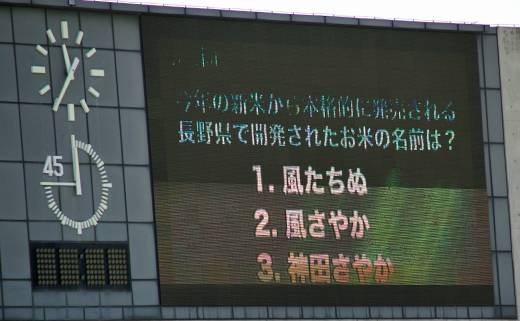 45
今年の新米から本格的に発売される
長野県で開発されたお米の名前は?
1. 風たちぬ
2. 風さやか
3. 神田さやか